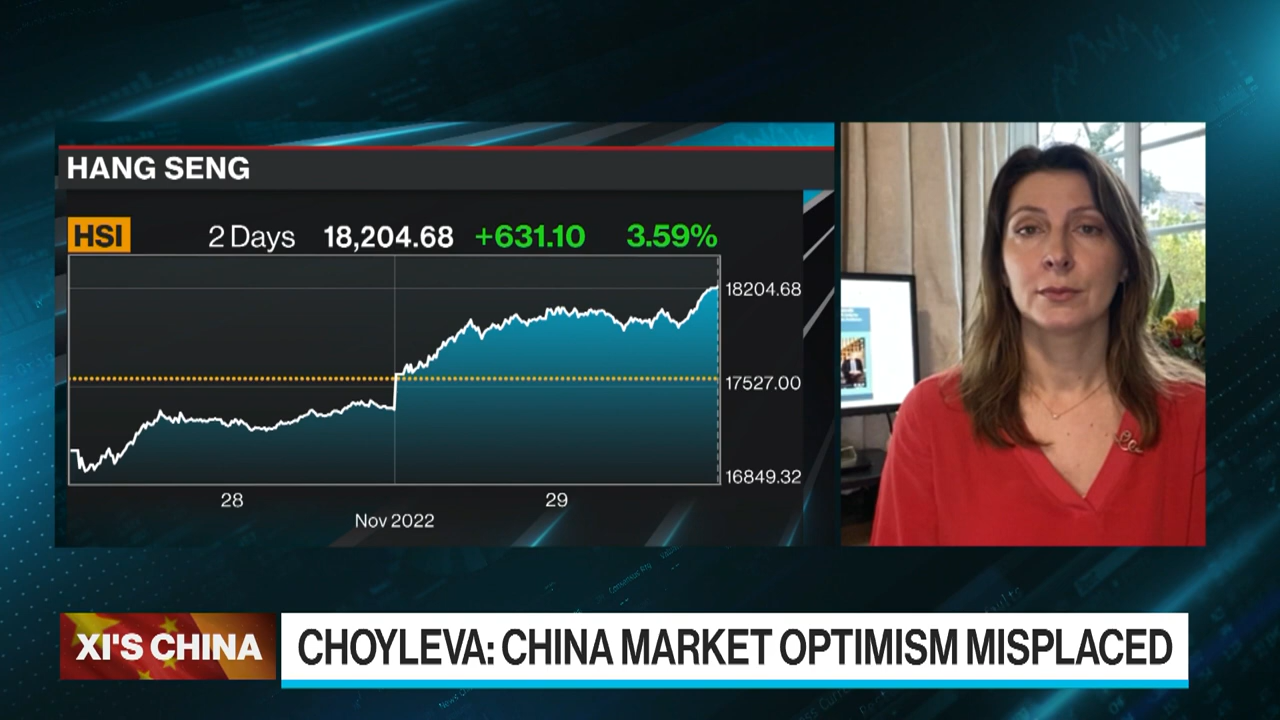 HANG SENG
HSI 2 Days 18,204.68 +631.10 3.59%
18204.68
17527.00
16849.32
28 29
Nov 2022
XI'S CHINA
CHOYLEVA: CHINA MARKET OPTIMISM MISPLACED